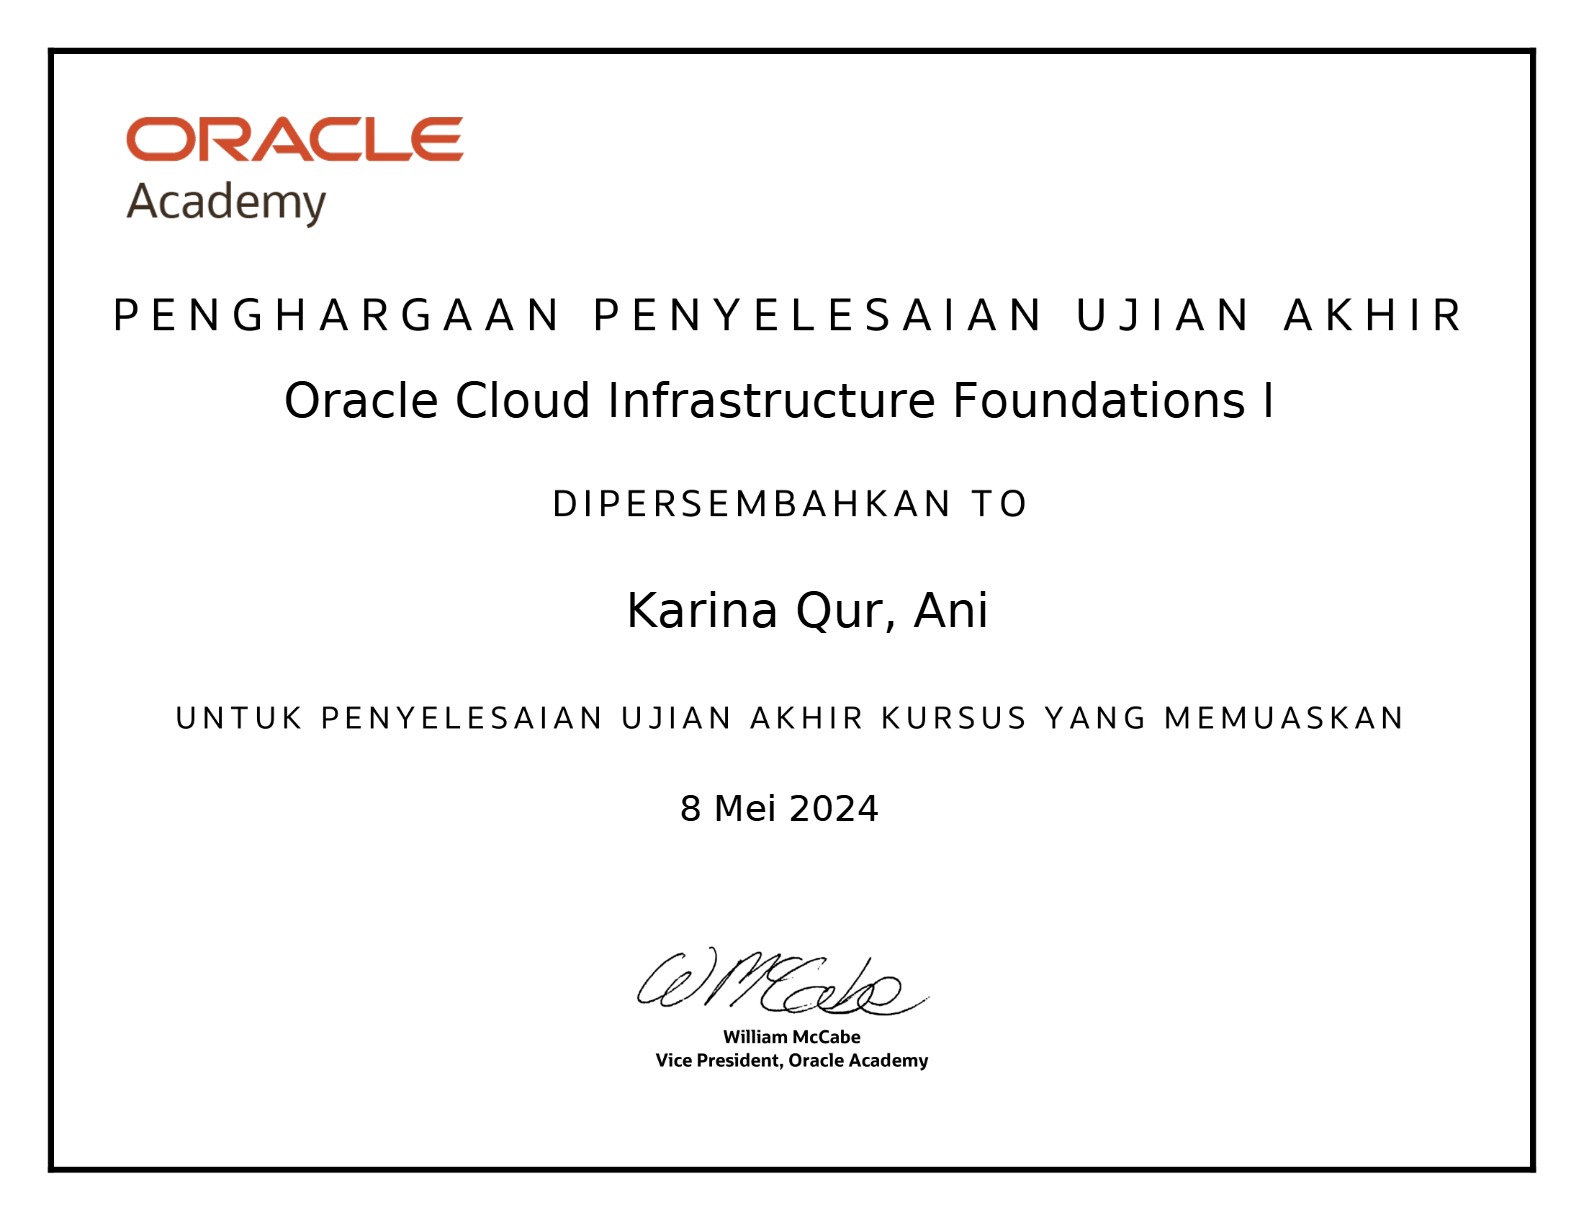 ORACLE
Academy
PENGHARGAAN PENYELESAIAN UJIAN AKHIR
Oracle Cloud Infrastructure Foundations I
DIPERSEMBAHKAN TO
Karina Qur, Ani
UNTUK PENYELESAIAN UJIAN AKHIR KURSUS YANG MEMUASKAN
8 Mei 2024
W McCabe
William McCabe
Vice President, Oracle Academy